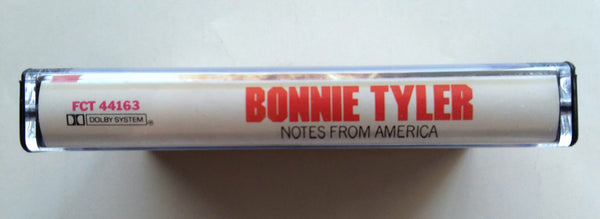 FCT 44163
DOLBY SYSTEM®
BONNIE TYLER
NOTES FROM AMERICA